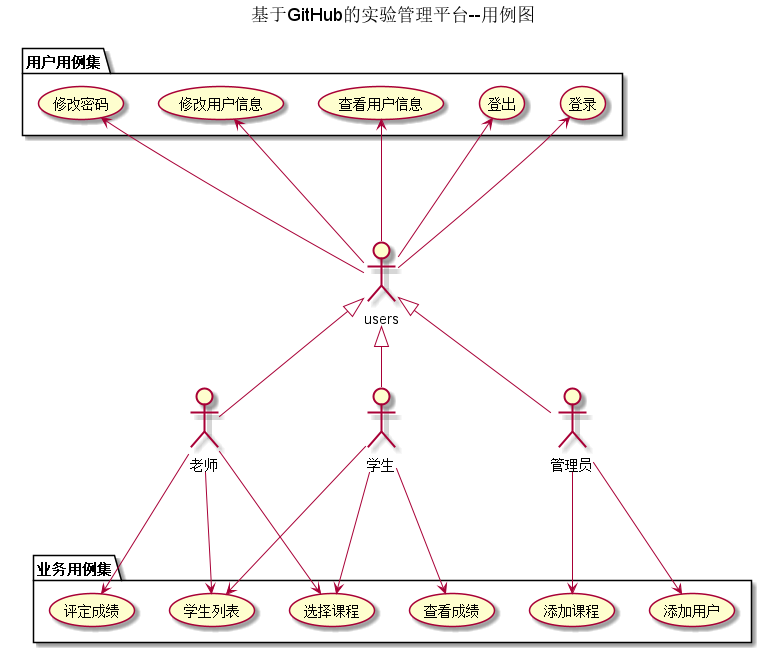 基于GitHub的实验管理平台--用例图
用户用例集
修改密码
修改用户信息
查看用户信息
登出
登录
users
老师
学生
管理员
业务用例集
评定成绩
学生列表
选择课程
查看成绩
添加课程
添加用户